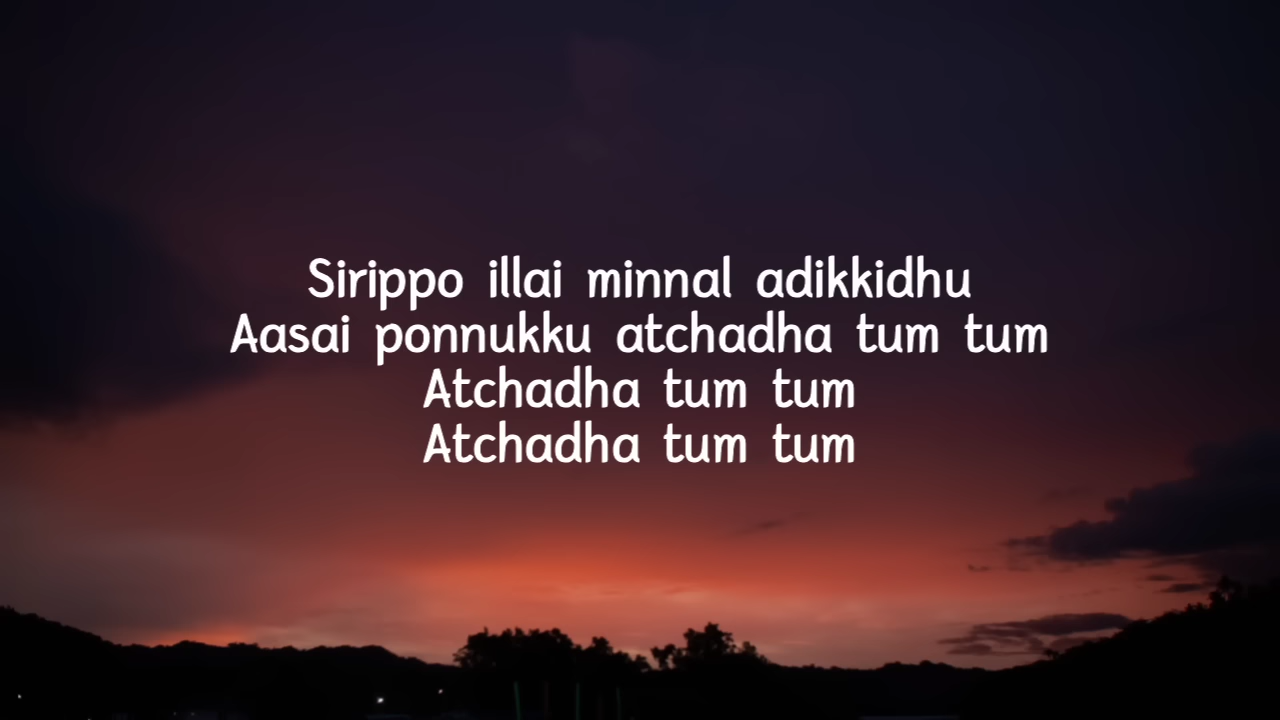 Sirippo illai minnal adikkidhu
Aasai ponnukku atchadha tum tum
Atchadha tum tum
Atchadha tum tum